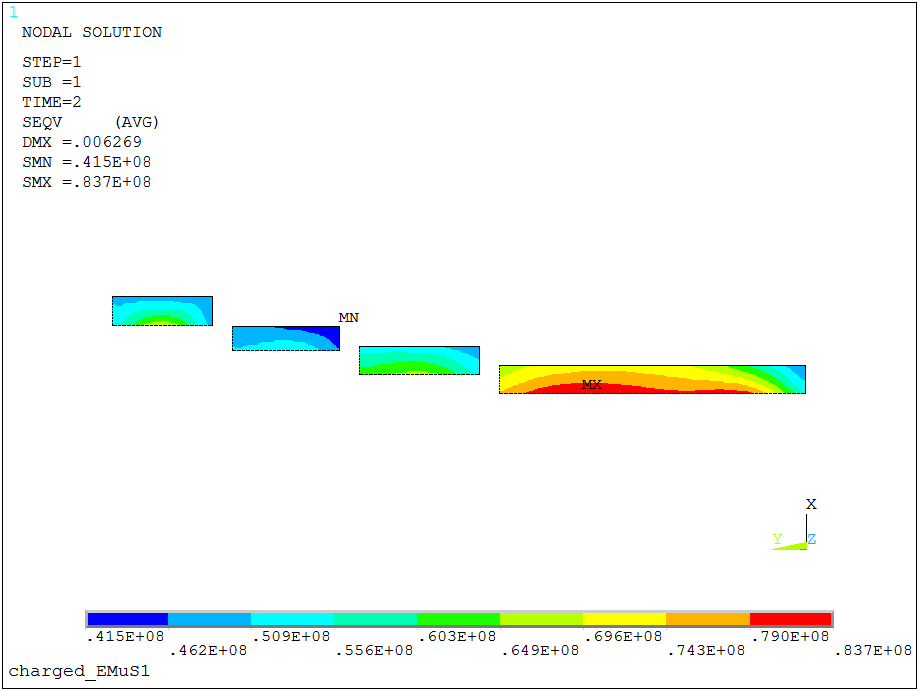 1
NODAL SOLUTION
STEP=1
SUB =1
TIME=2
SEQV     (AVG)
DMX =.006269
SMN =.415E+08
SMX =.837E+08
MN
MX
X
Y
Z
.415E+08 .509E+08 .603E+08 .696E+08 .790E+08
.462E+08 .556E+08 .649E+08 .743E+08 .837E+08
charged_EMuS1